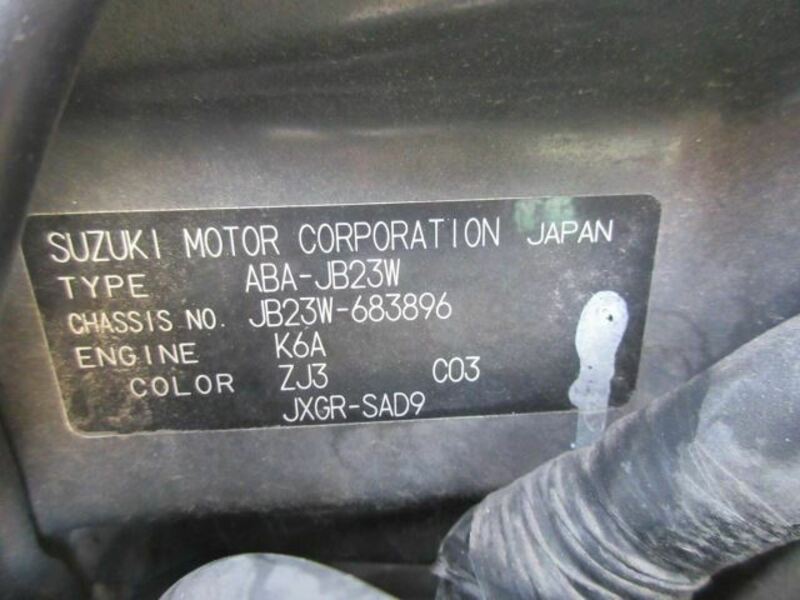 SUZUKI MOTOR CORPORATION JAPAN
TYPE ABA-JB23W
CHASSIS NO. JB23W-683896
ENGINE K6A
COLOR ZJ3 C03
JXGR-SAD9